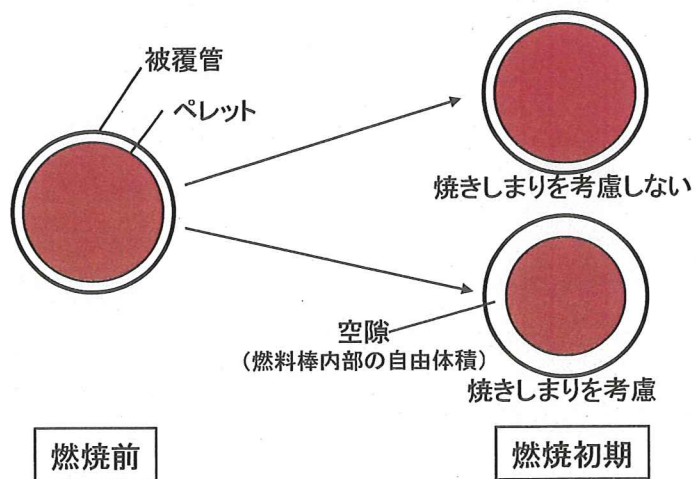 被覆管
ペレット
焼きしまりを考慮しない
空隙
(燃料棒内部の自由体積)
焼きしまりを考慮
燃焼前
燃焼初期